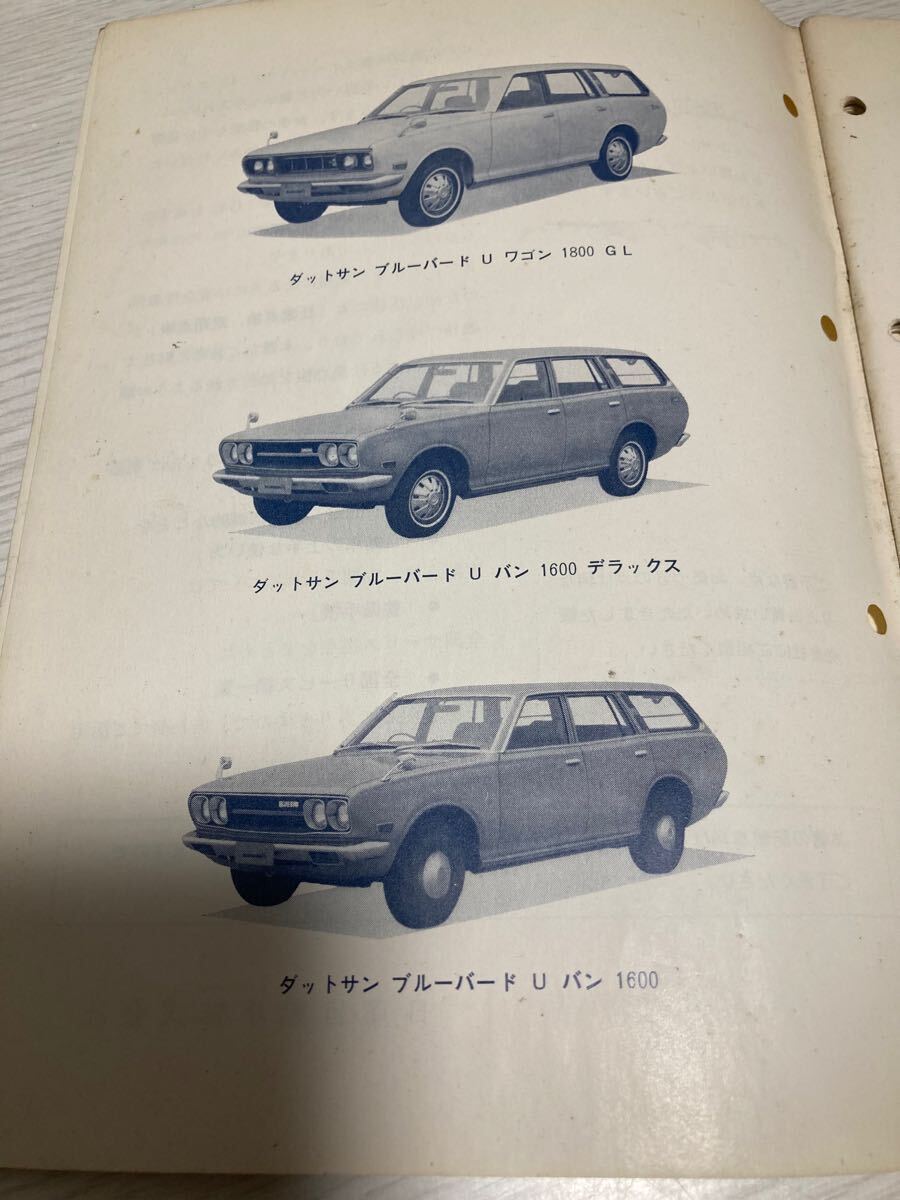 ダットサン ブルーバード U ワゴン 1800 GL
ダットサン ブルーバード U バン 1600 デラックス
ダットサン ブルーバード U バン 1600